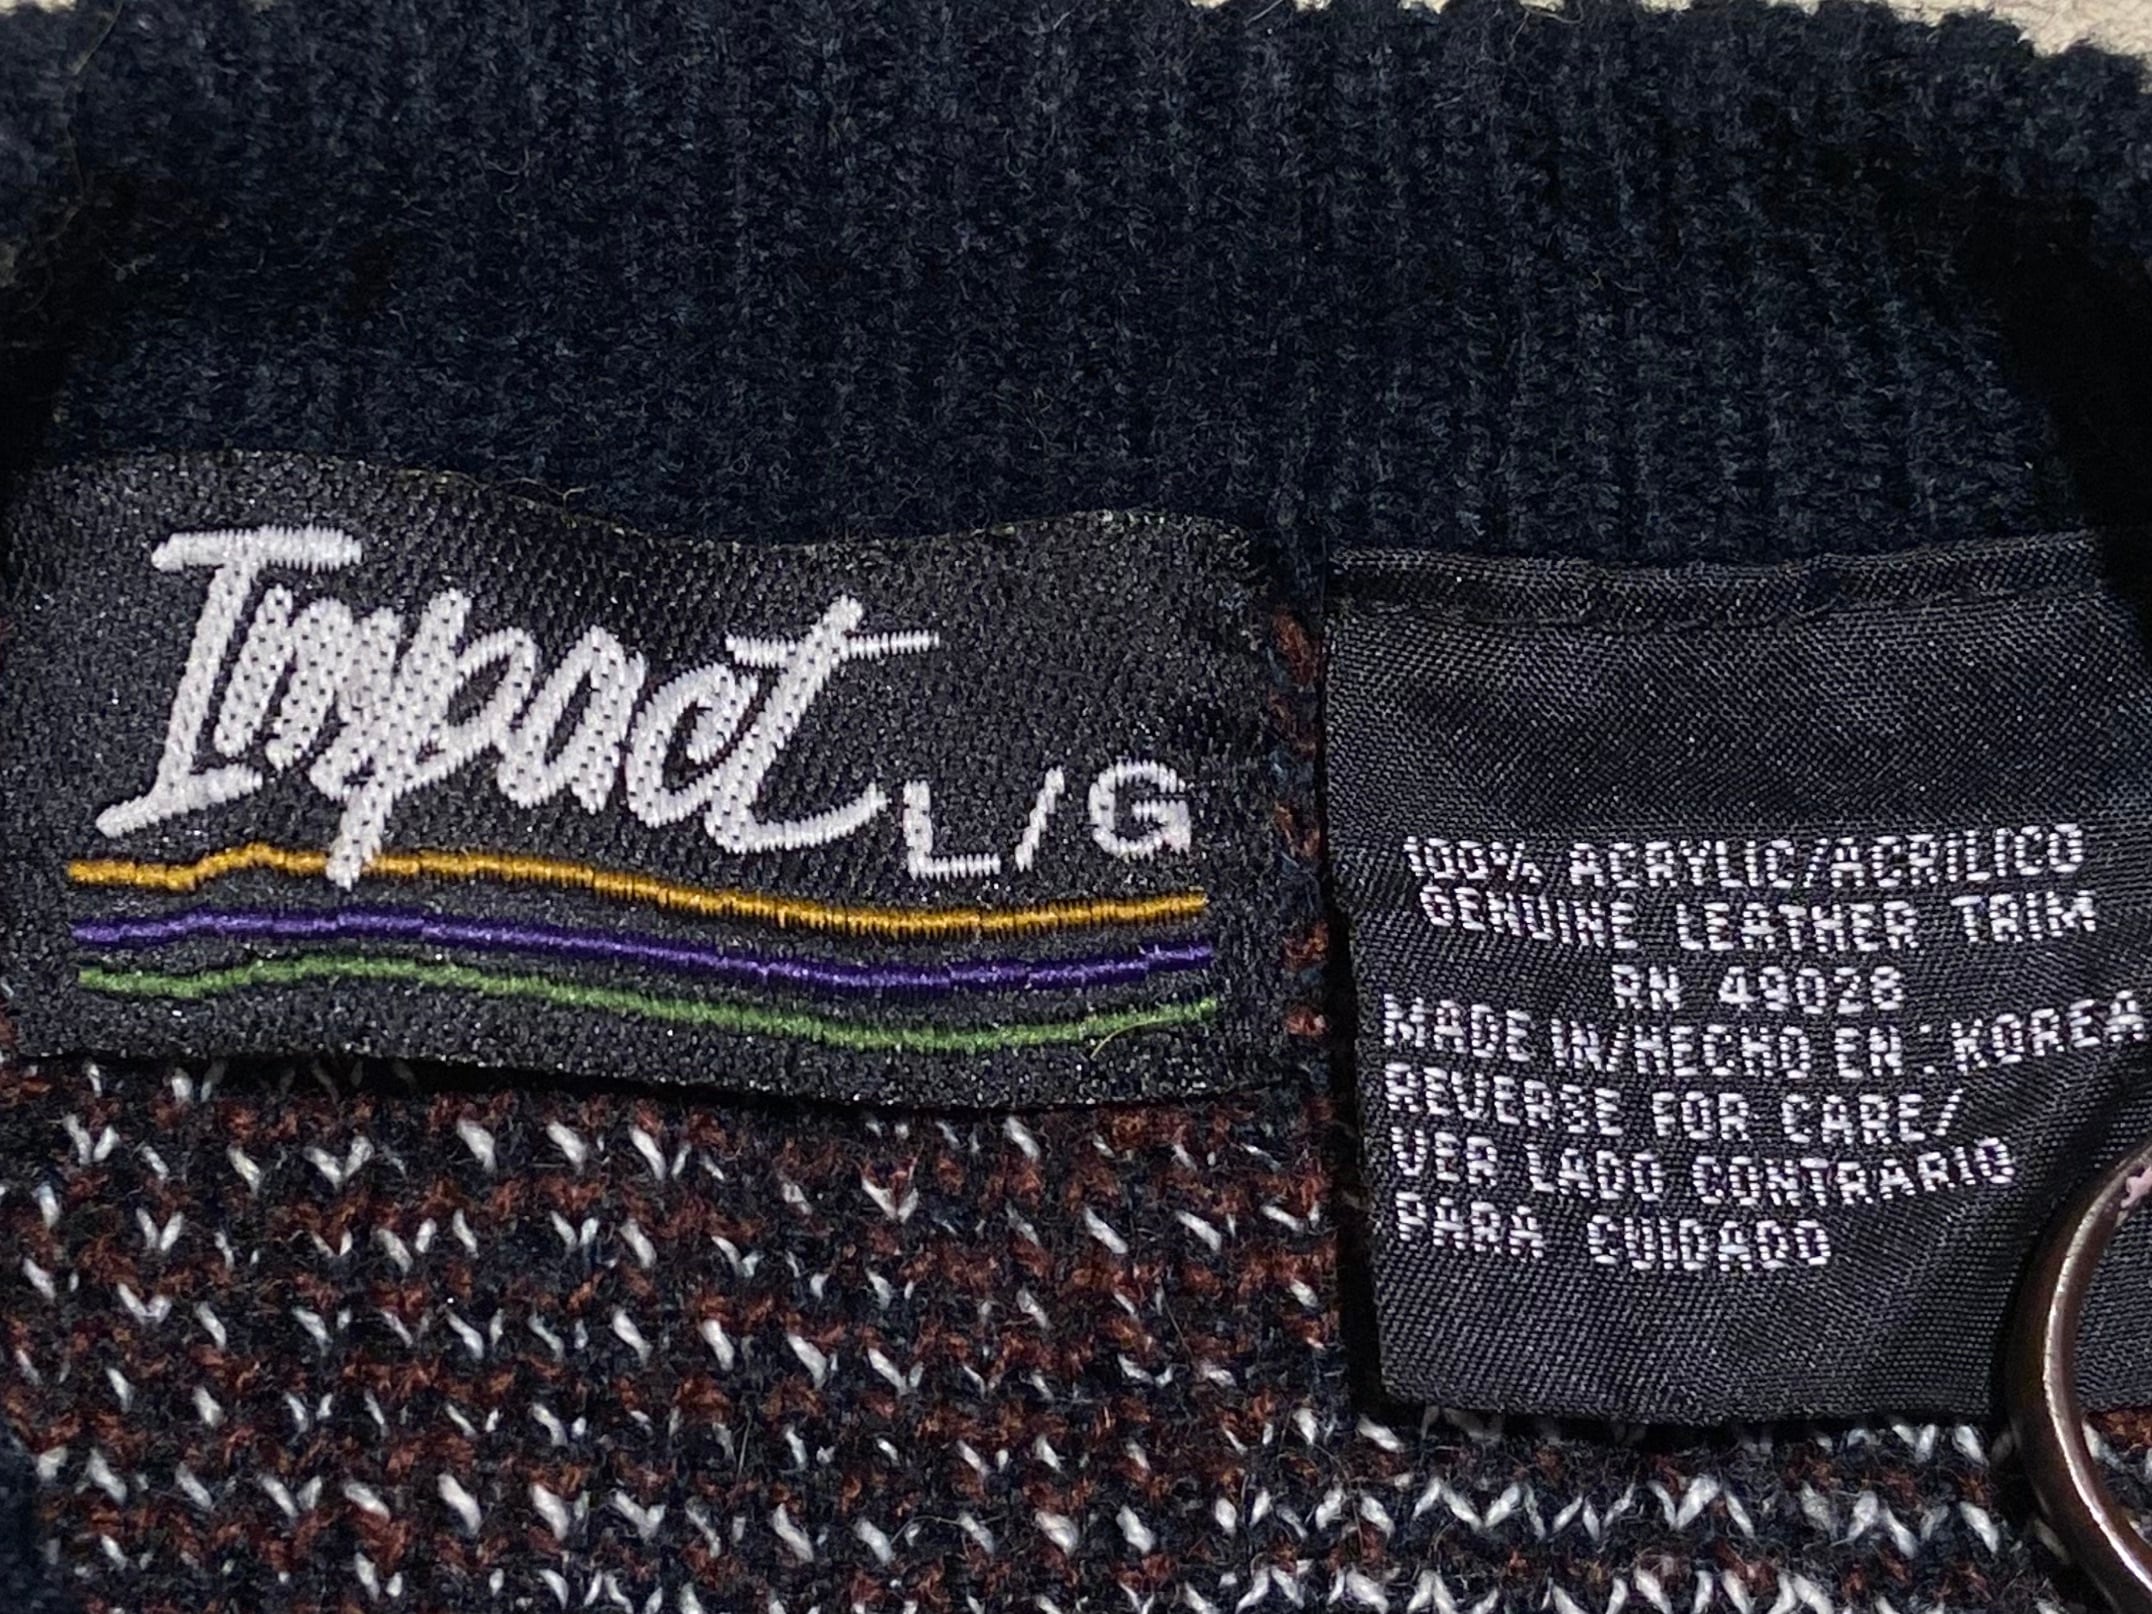 Impact
L/G
100% ACRYLIC/ACRILICO
GENUINE LEATHER TRIM
RN 49028
MADE IN/HECHO EN : KOREA
REVERSE FOR CARE/
VER LADO CONTRARIO
PARA CUIDADO